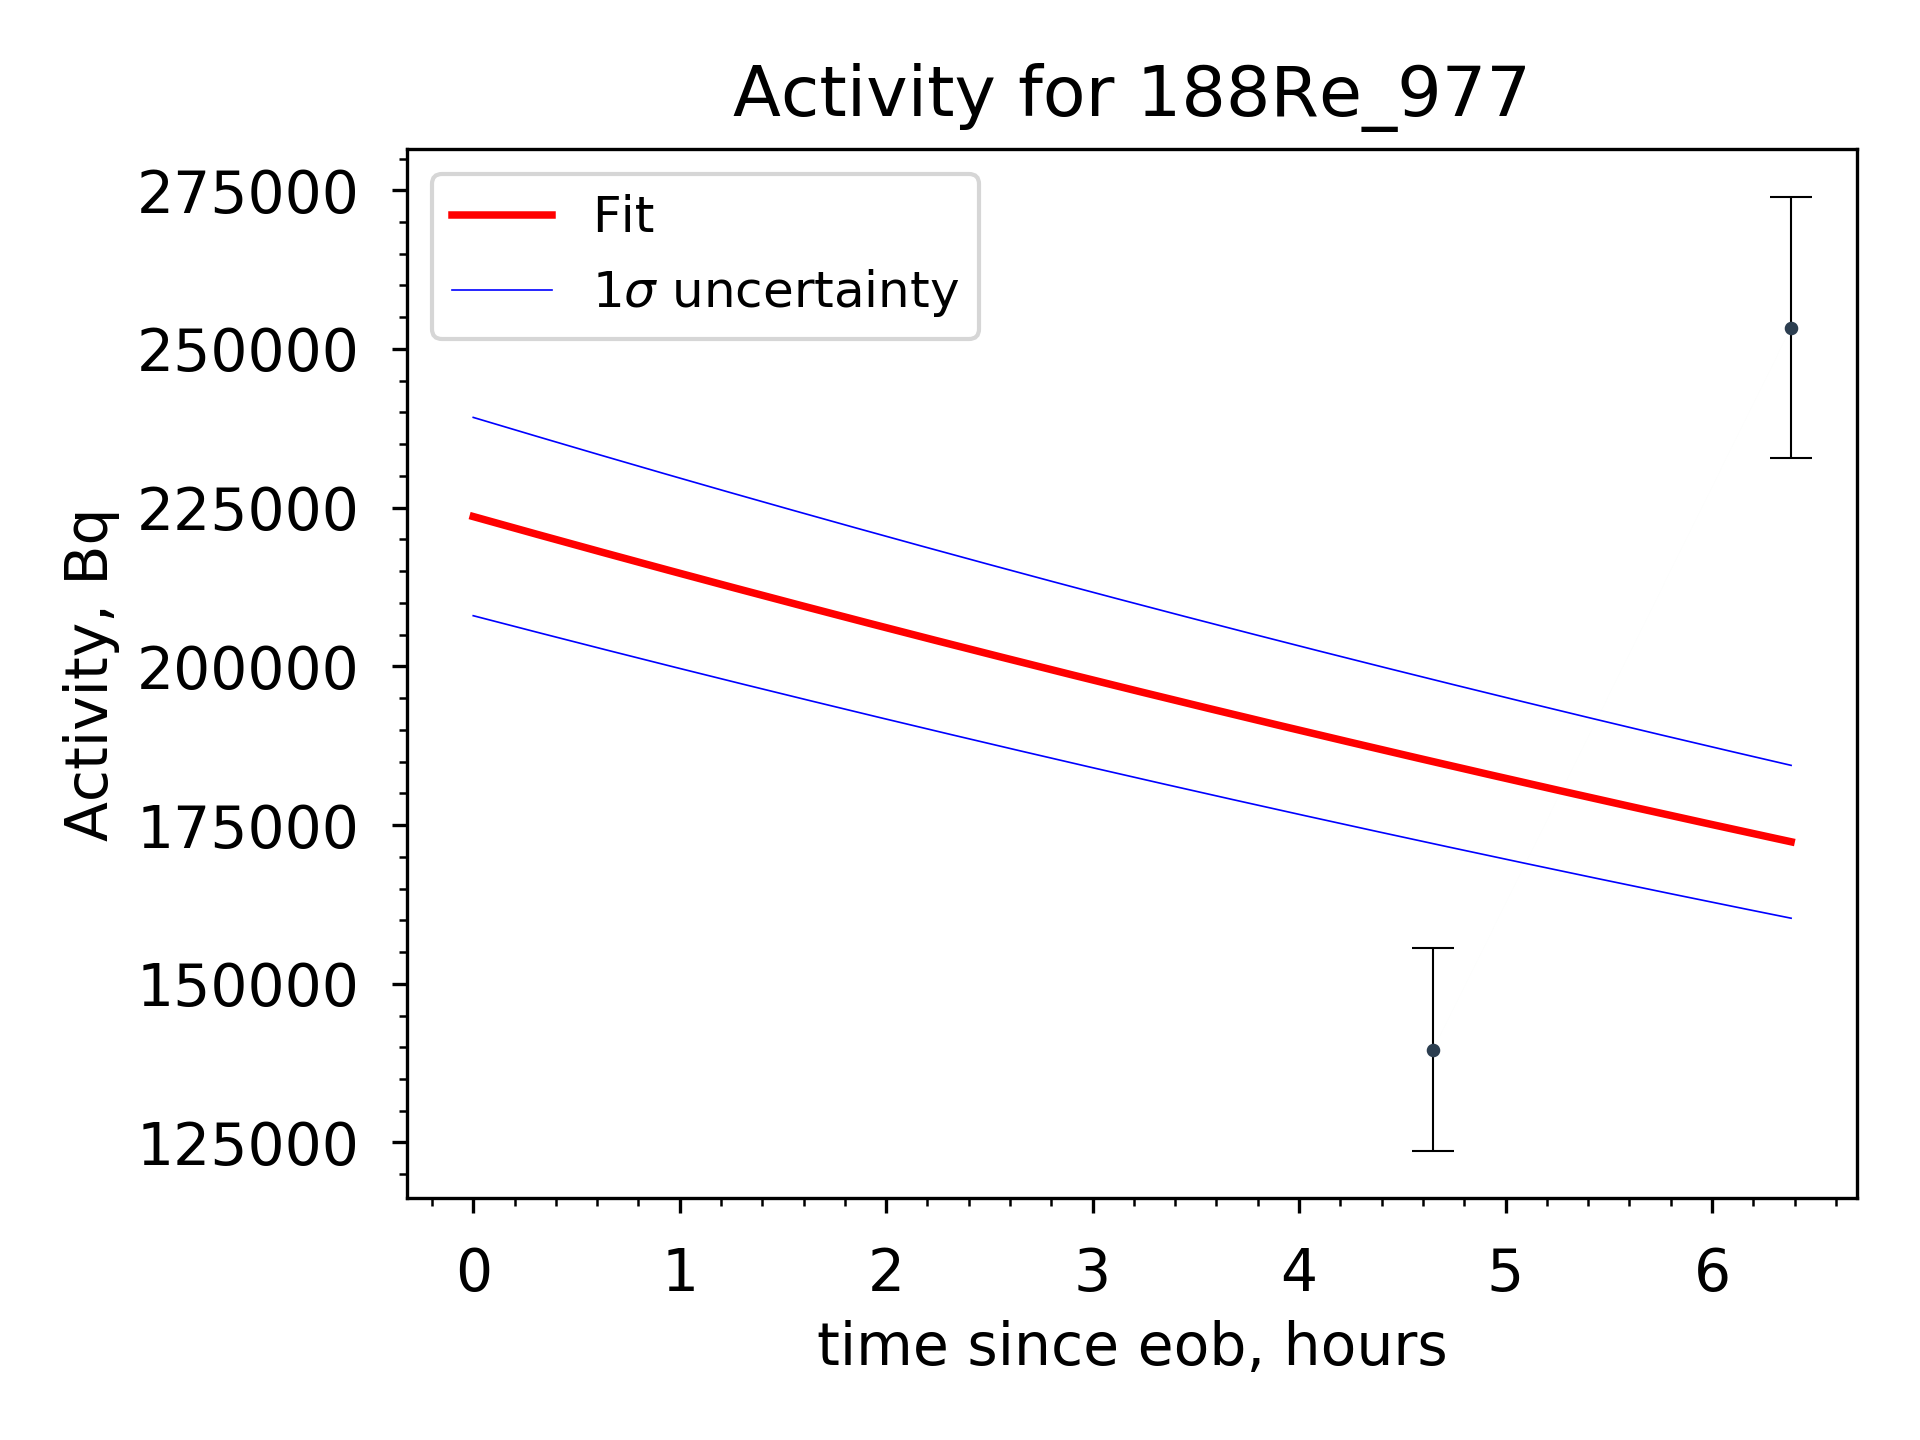 Activity for 188Re_977
Fit
1σ uncertainty
275000
250000
225000
200000
175000
150000
125000
Activity, Bq
0 1 2 3 4 5 6
time since eob, hours